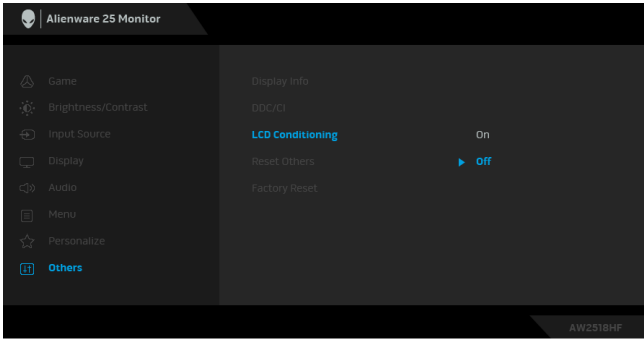 Alienware 25 Monitor
Game
Display Info
Brightness/Contrast
DDC/CI
Input Source
LCD Conditioning
On
Display
Reset Others
Off
Audio
Factory Reset
Menu
Personalize
Others
AW2518HF